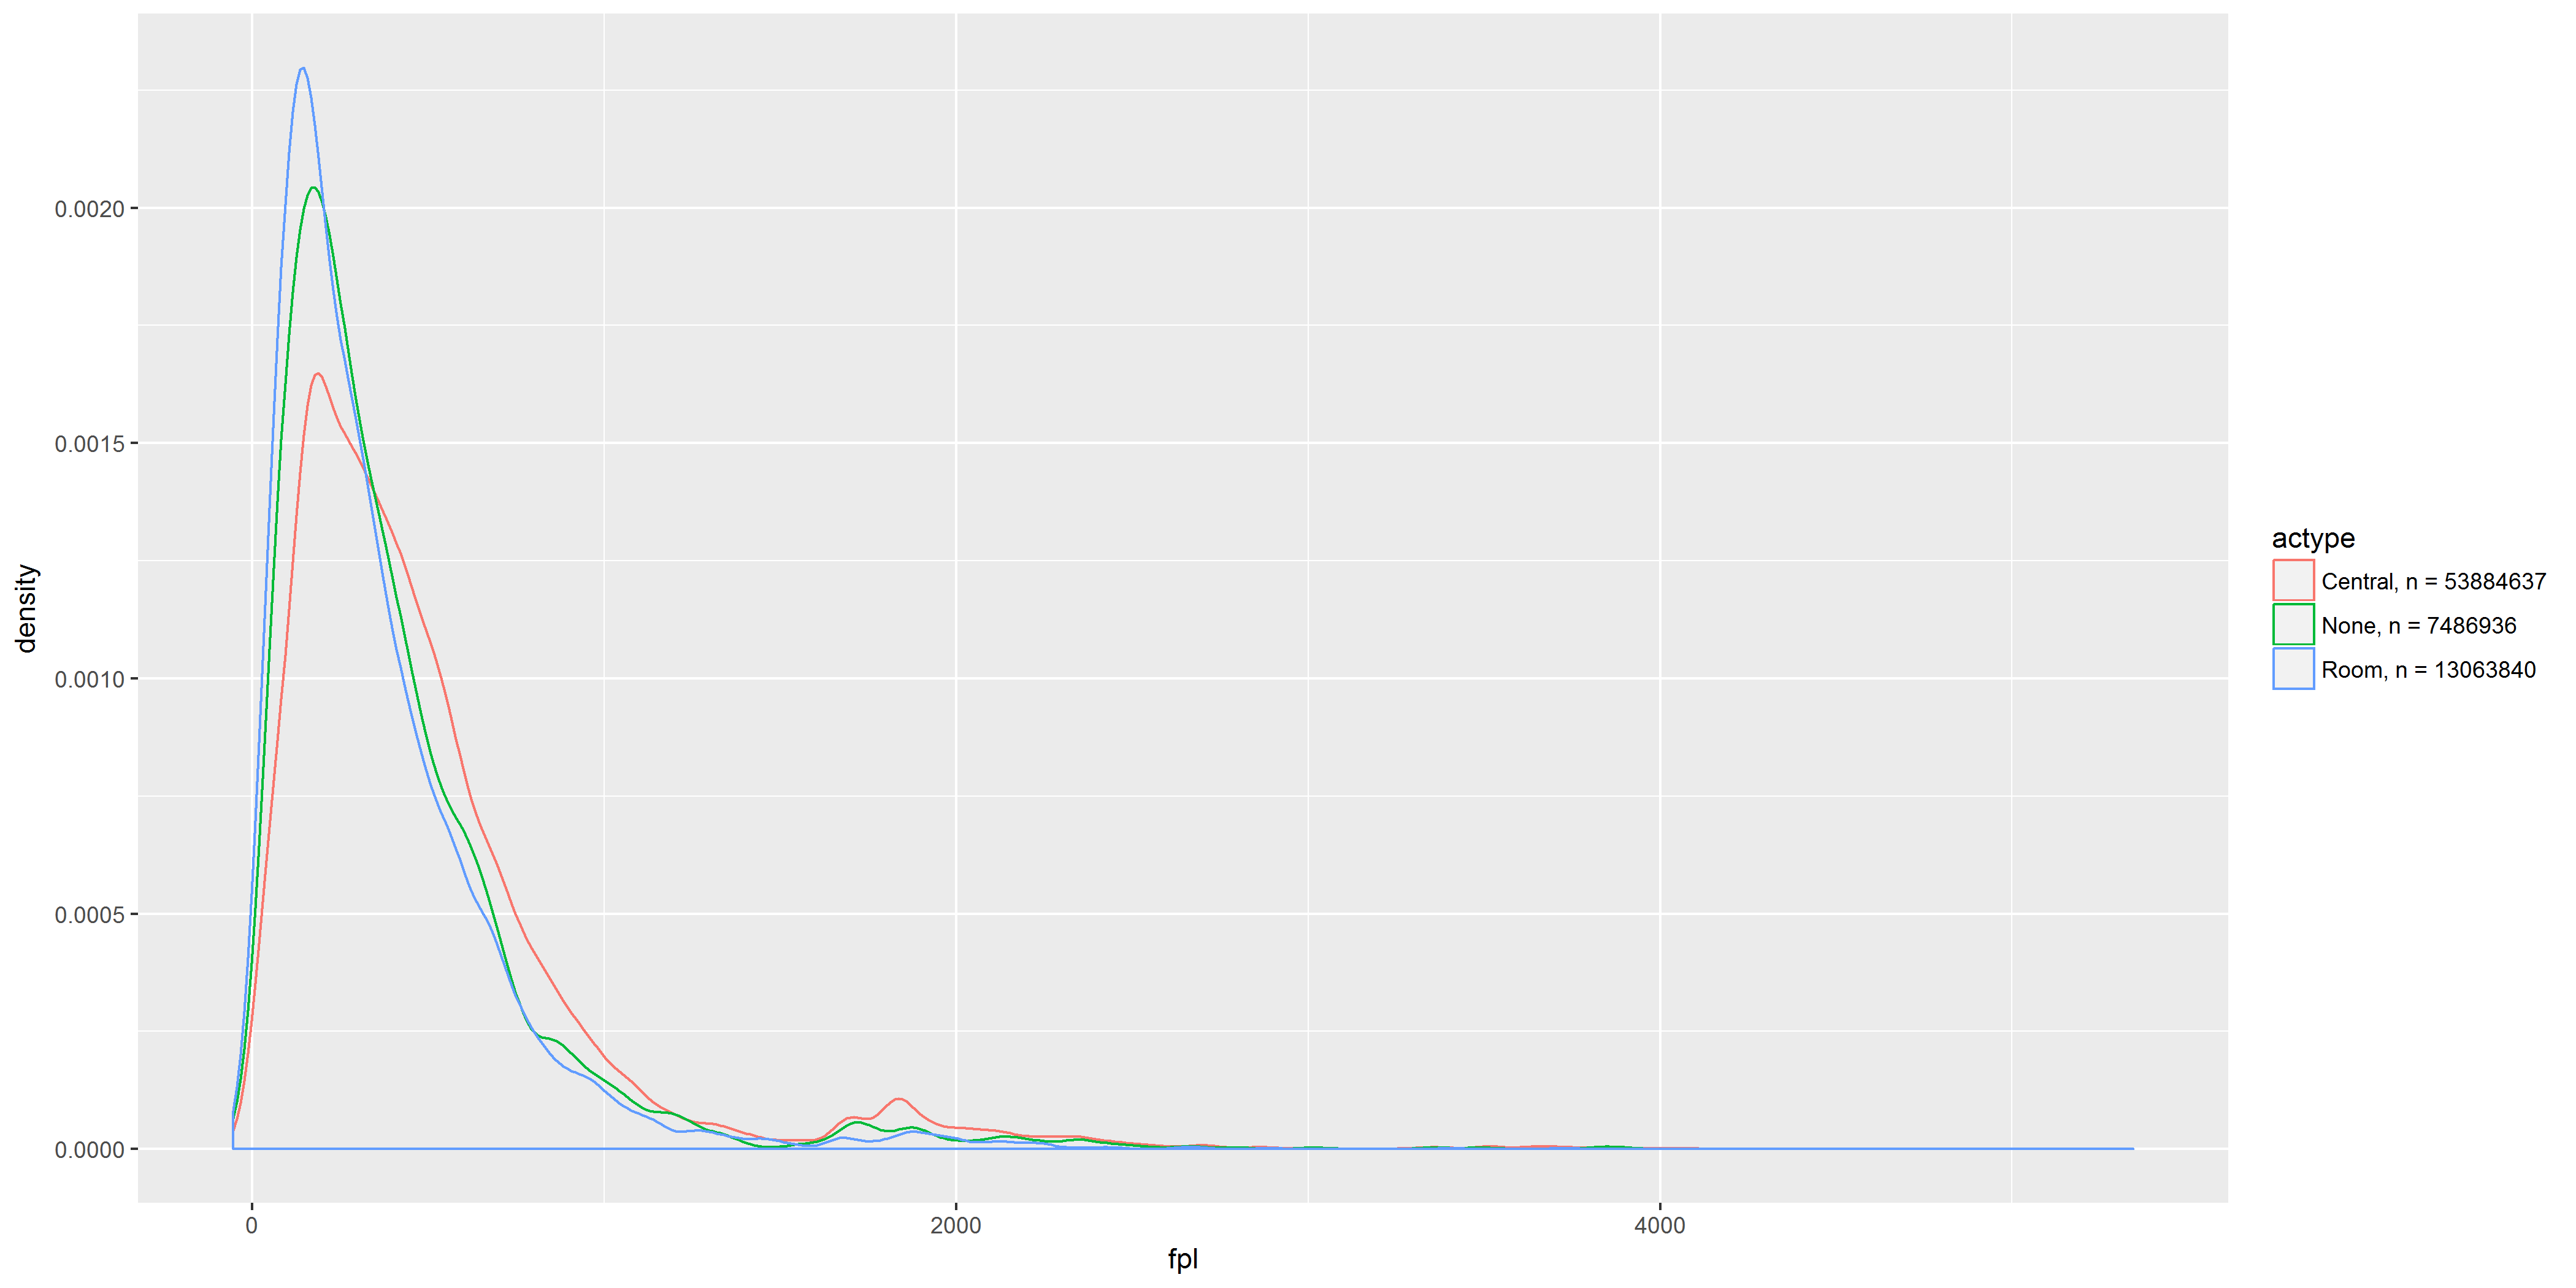 density
0.0020
0.0015
0.0010
0.0005
0.0000
0
2000
4000
fpl
actype
Central, n = 53884637
None, n = 7486936
Room, n = 13063840